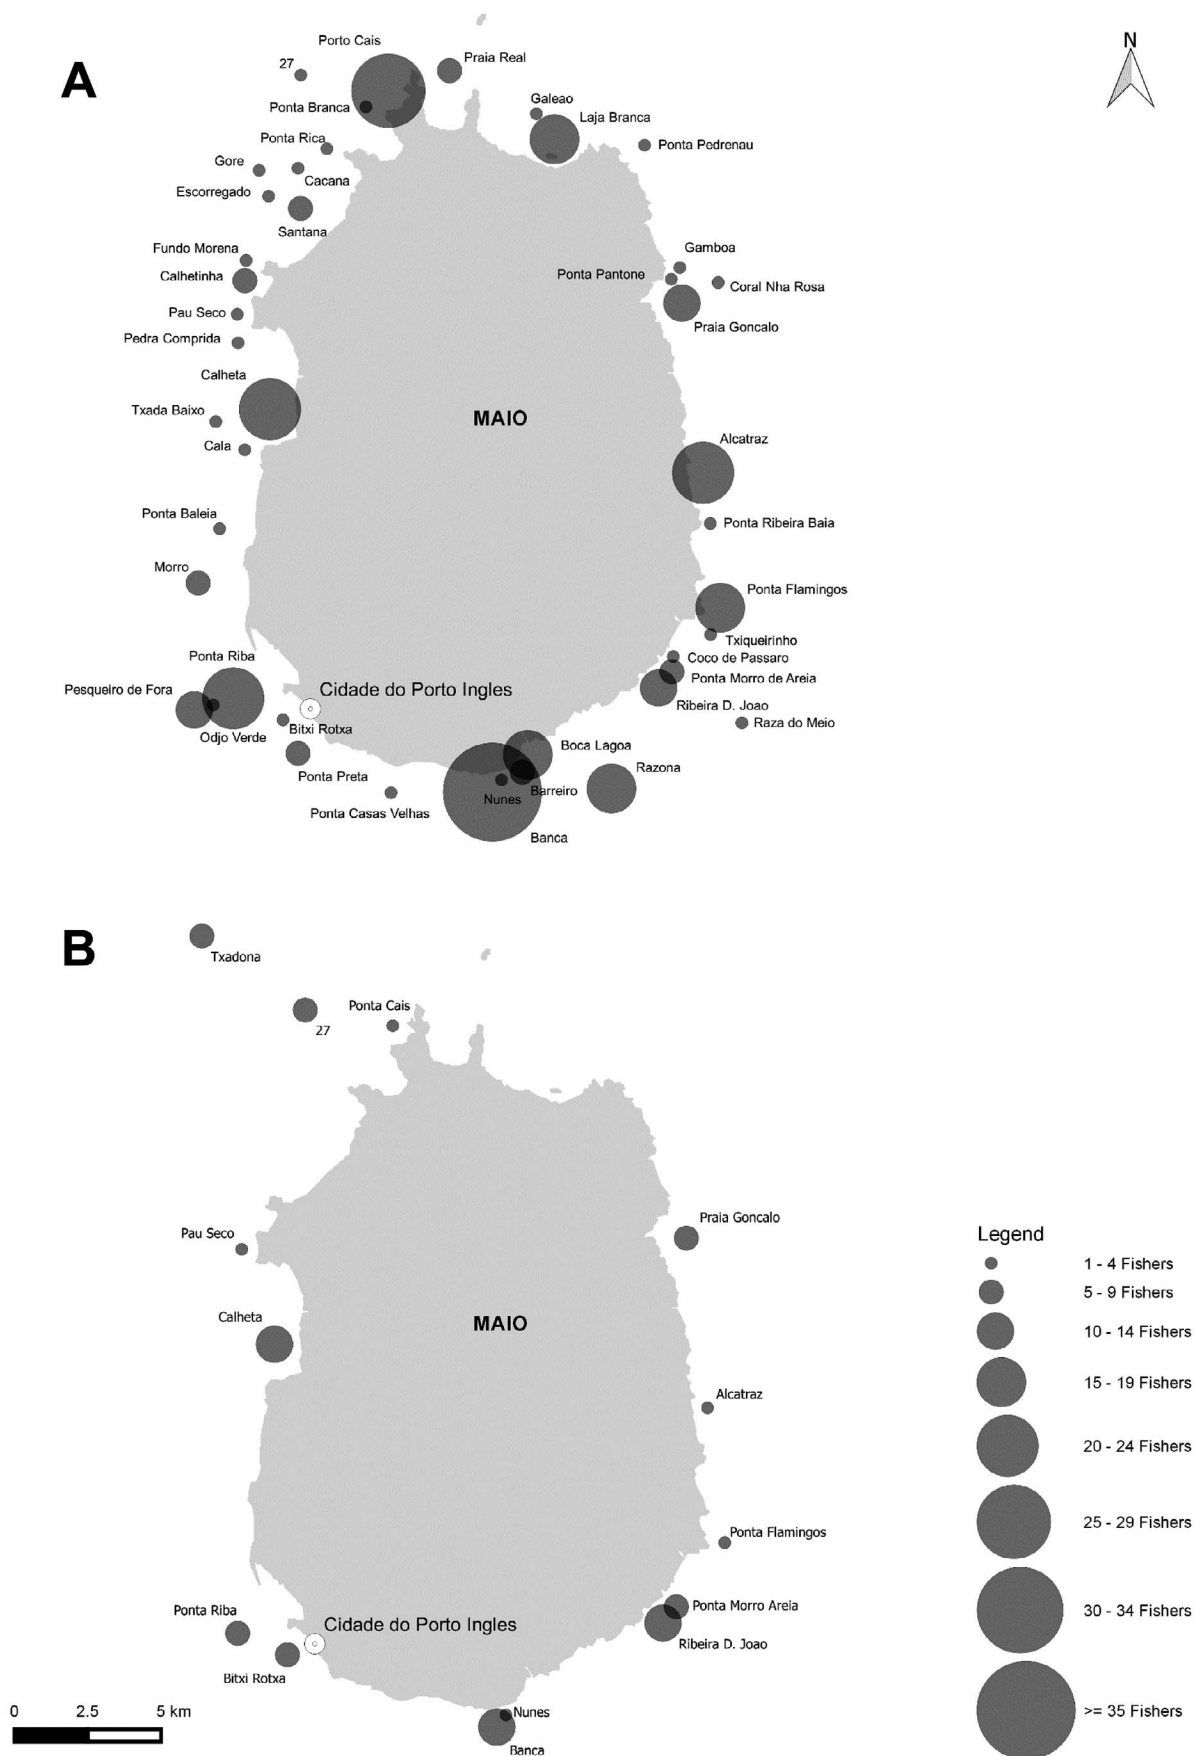 A
N
Porto Cais
27
Praia Real
Ponta Branca
Galeao
Laja Branca
Ponta Rica
Ponta Pedrenau
Gore
Cacana
Escorregado
Santana
Fundo Morena
Gamboa
Calhetinha
Ponta Pantone
Coral Nha Rosa
Pau Seco
Praia Goncalo
Pedra Comprida
Calheta
Txada Baixo
MAIO
Alcatraz
Cala
Ponta Baleia
Ponta Ribeira Baia
Morro
Ponta Flamingos
Txiqueirinho
Ponta Riba
Coco de Passaro
Ponta Morro de Areia
Pesqueiro de Fora
Cidade do Porto Ingles
Ribeira D. Joao
Raza do Meio
Odjo Verde
Bitxi Rotxa
Boca Lagoa
Razona
Ponta Preta
Barreiro
Nunes
Ponta Casas Velhas
Banca
B
Txadona
Ponta Cais
27
Praia Goncalo
Pau Seco
Calheta
MAIO
Alcatraz
Ponta Flamingos
Ponta Riba
Ponta Morro Areia
Cidade do Porto Ingles
Ribeira D. Joao
Bitxi Rotxa
Nunes
Banca
0 2.5 5 km
Legend
1 - 4 Fishers
5 - 9 Fishers
10 - 14 Fishers
15 - 19 Fishers
20 - 24 Fishers
25 - 29 Fishers
30 - 34 Fishers
>= 35 Fishers